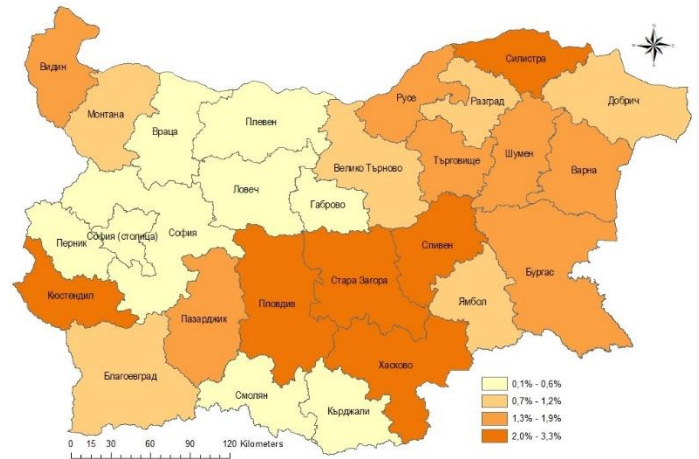 N
W
E
S
Видин
Монтана
Враца
Плевен
Русе
Силистра
Разград
Добрич
Велико Търново
Търговище
Шумен
Варна
Ловеч
Габрово
Перник
София (столица)
София
Кюстендил
Пазарджик
Пловдив
Стара Загора
Сливен
Ямбол
Бургас
Благоевград
Смолян
Кърджали
Хасково
0,1% - 0,6%
0,7% - 1,2%
1,3% - 1,9%
2,0% - 3,3%
0 15 30 60 90 120 Kilometers